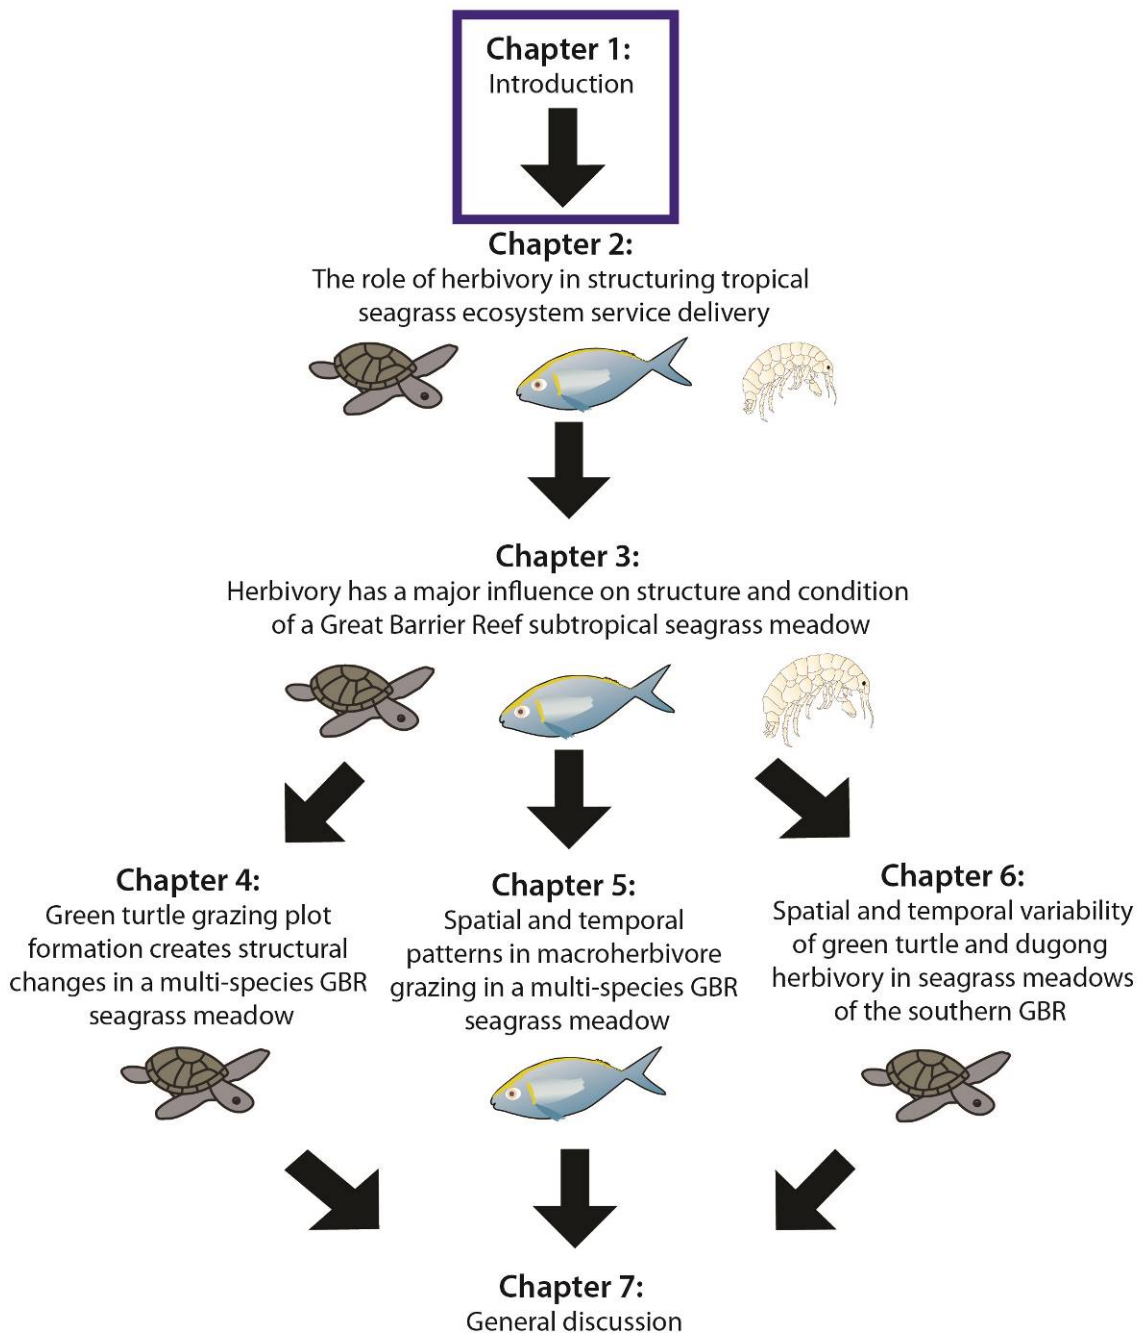 Chapter 1:
Introduction
Chapter 2:
The role of herbivory in structuring tropical
seagrass ecosystem service delivery
Chapter 3:
Herbivory has a major influence on structure and condition
of a Great Barrier Reef subtropical seagrass meadow
Chapter 4:
Green turtle grazing plot
formation creates structural
changes in a multi-species GBR
seagrass meadow
Chapter 5:
Spatial and temporal
patterns in macroherbivore
grazing in a multi-species GBR
seagrass meadow
Chapter 6:
Spatial and temporal variability
of green turtle and dugong
herbivory in seagrass meadows
of the southern GBR
Chapter 7:
General discussion